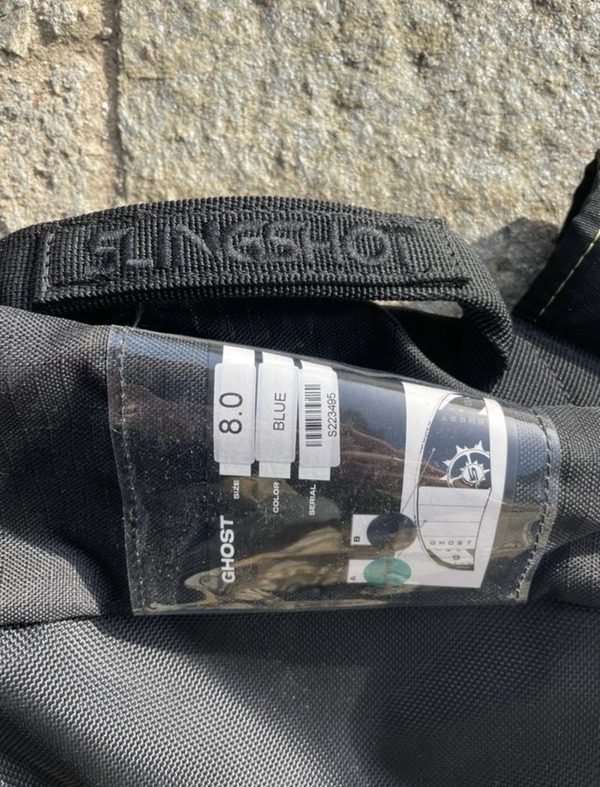 SLINGSHOT
8.0
SIZE
BLUE
COLOR
S223495
SERIAL
GHOST
B
A
GHOST